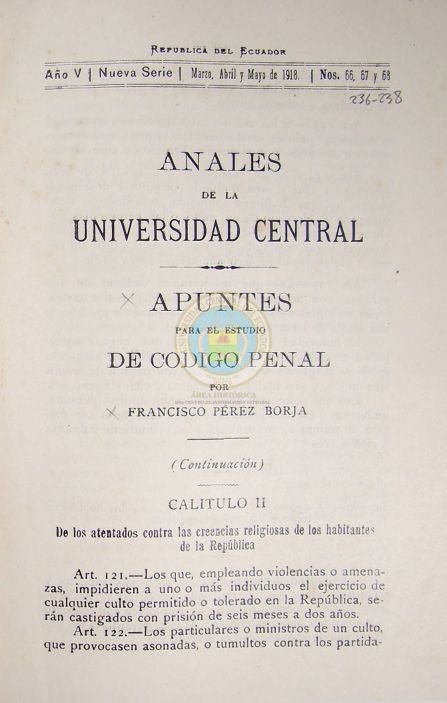 REPUBLICA DEL ECUADOR
Año V | Nueva Serie | Marzo, Abril y Mayo de 1918. | Nos. 66, 67 y 68
236-238
ANALES
DE LA
UNIVERSIDAD CENTRAL
APUNTES
PARA EL ESTUDIO
DE CODIGO PENAL
POR
ÁREA HISTÓRICA
FRANCISCO PÉREZ BORJA
(Continuación)
CALITULO II
De los atentados contra las creencias religiosas de los habitantes
de la República
Art. 121.—Los que, empleando violencias o amena-
zas, impidieren a uno o más individuos el ejercicio de
cualquier culto permitido o tolerado en la República, se-
rán castigados con prisión de seis meses a dos años.
Art. 122.—Los particulares o ministros de un culto,
que provocasen asonadas, o tumultos contra los partida-